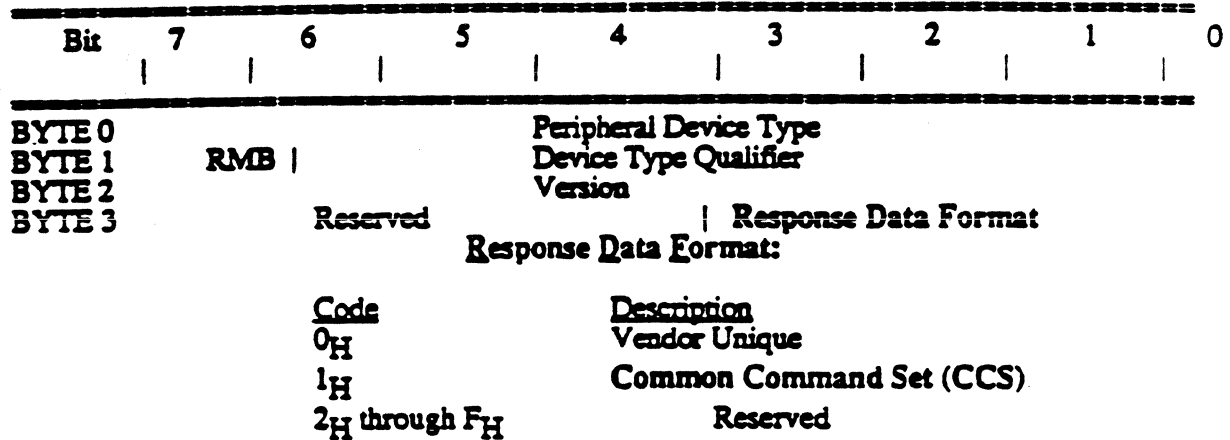 Bit 7 6 5 4 3 2 1 0
| | | | | | | |
BYTE 0 Peripheral Device Type
BYTE 1 RMB | Device Type Qualifier
BYTE 2 Version
BYTE 3 Reserved | Response Data Format
Response Data Format:
Code Description
0H Vendor Unique
1H Common Command Set (CCS)
2H through FH Reserved